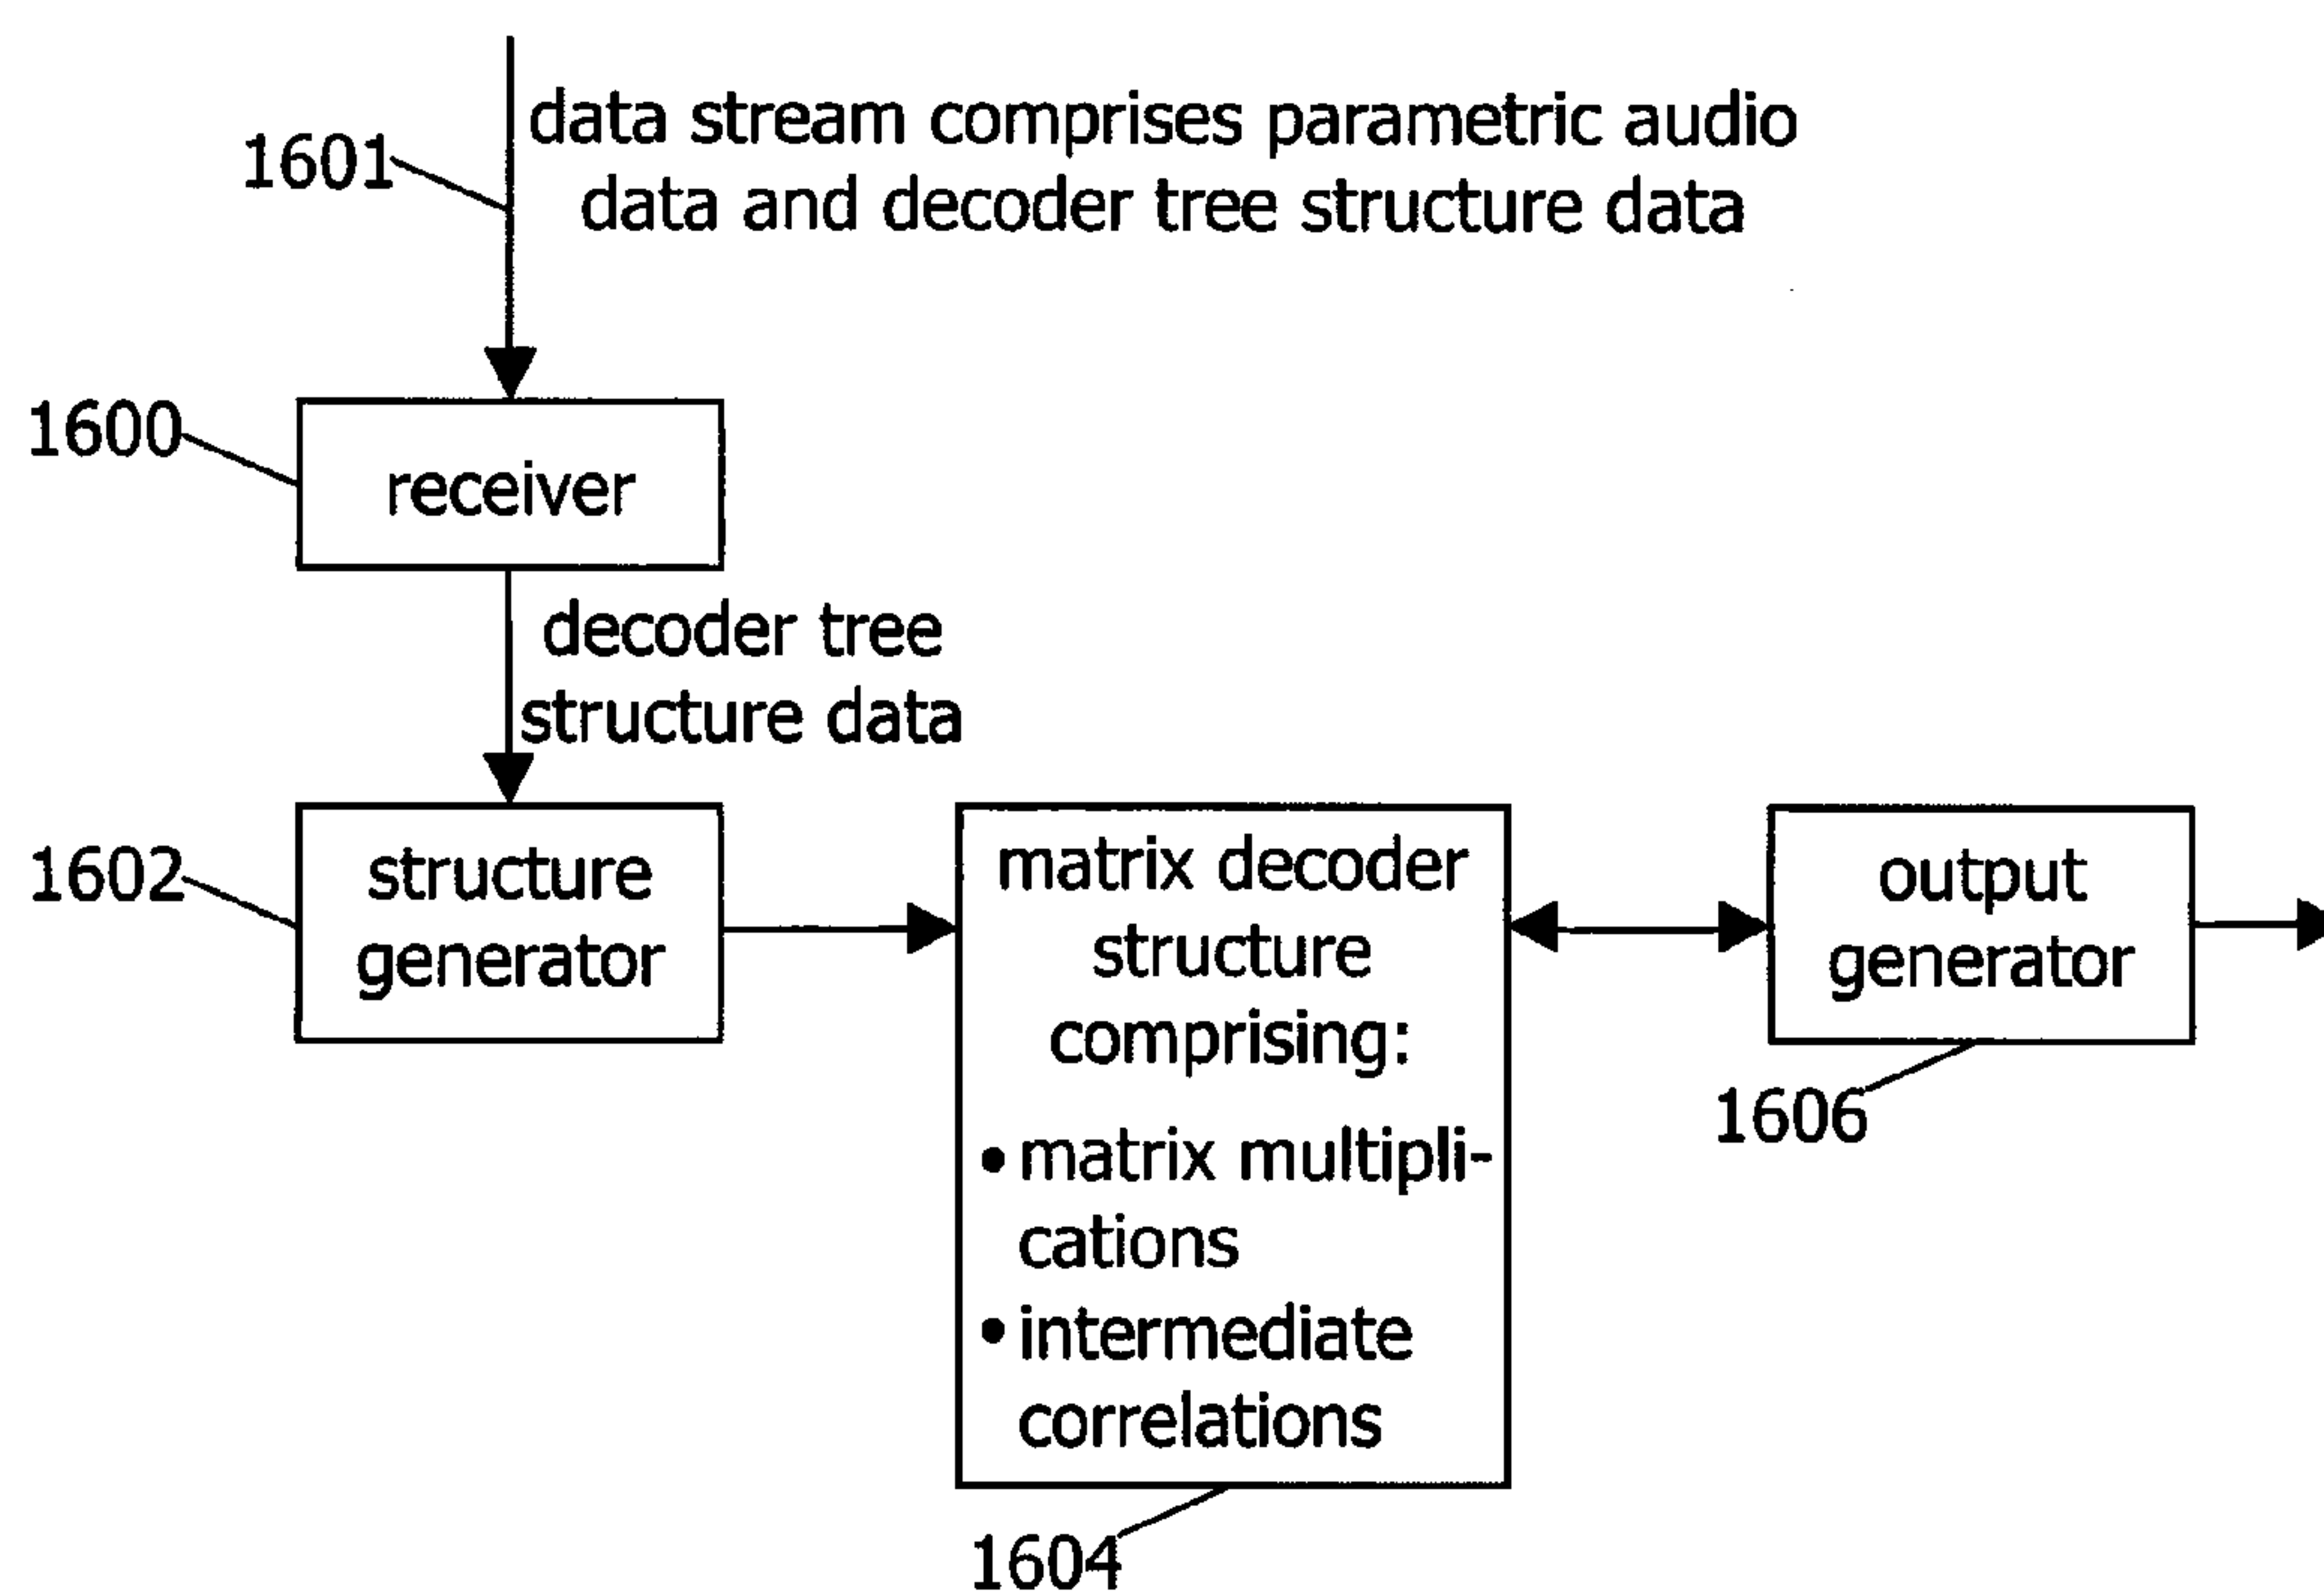 data stream comprises parametric audio
1601
data and decoder tree structure data
1600
receiver
decoder tree
structure data
1602
structure
generator
matrix decoder
structure
comprising:
• matrix multipli-
cations
• intermediate
correlations
1604
output
generator
1606